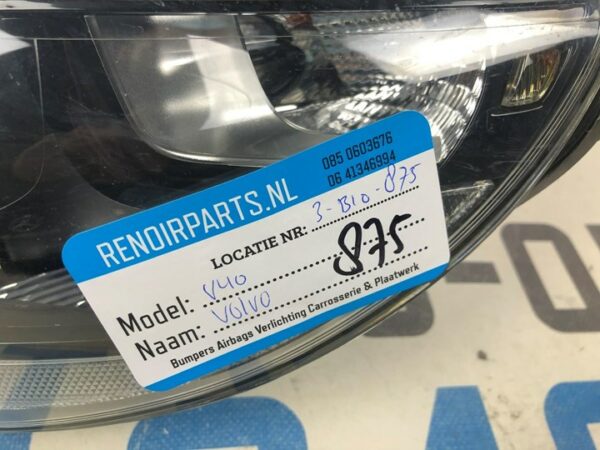 RENOIRPARTS.NL
085 0603676
06 41346994
LOCATIE NR: 3-B10-875
Model: V40
875
Naam: VOLVO
Bumpers Airbags Verlichting Carrosserie & Plaatwerk